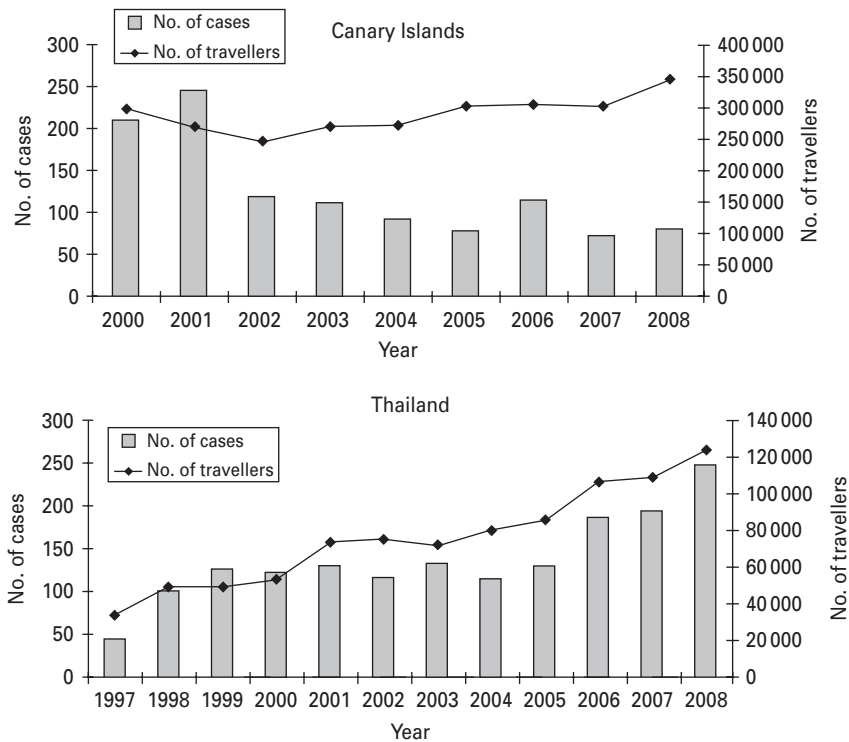 Canary Islands
No. of cases
No. of travellers
300
250
200
150
100
50
0
No. of cases
400 000
350 000
300 000
250 000
200 000
150 000
100 000
50 000
0
No. of travellers
2000 2001 2002 2003 2004 2005 2006 2007 2008
Year
Thailand
No. of cases
No. of travellers
300
250
200
150
100
50
0
No. of cases
140 000
120 000
100 000
80 000
60 000
40 000
20 000
0
No. of travellers
1997 1998 1999 2000 2001 2002 2003 2004 2005 2006 2007 2008
Year